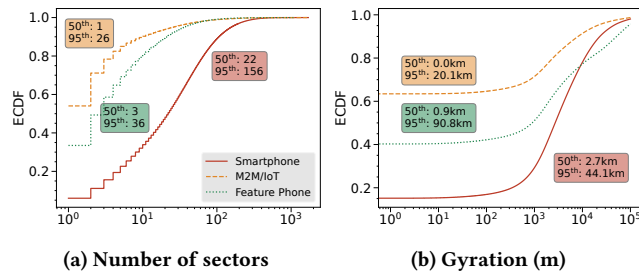 ECDF
1.0
0.8
0.6
0.4
0.2
50th: 1
95th: 26
50th: 22
95th: 156
50th: 3
95th: 36
Smartphone
M2M/IoT
Feature Phone
10^0 10^1 10^2 10^3
(a) Number of sectors
ECDF
1.0
0.8
0.6
0.4
0.2
50th: 0.0km
95th: 20.1km
50th: 0.9km
95th: 90.8km
50th: 2.7km
95th: 44.1km
10^0 10^1 10^2 10^3 10^4 10^5
(b) Gyration (m)